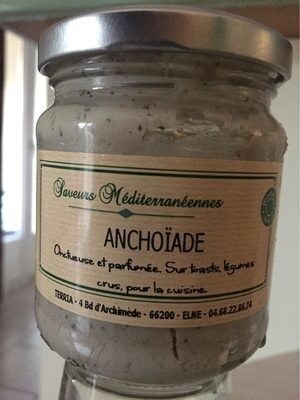 Saveurs Méditerranéennes
ANCHOÏADE
Onctueuse et parfumée. Sur toasts, légumes
crus, pour la cuisine.
TERRIA - 4 Bd d'Archimède - 66200 - ELNE - 04.68.22.86.74